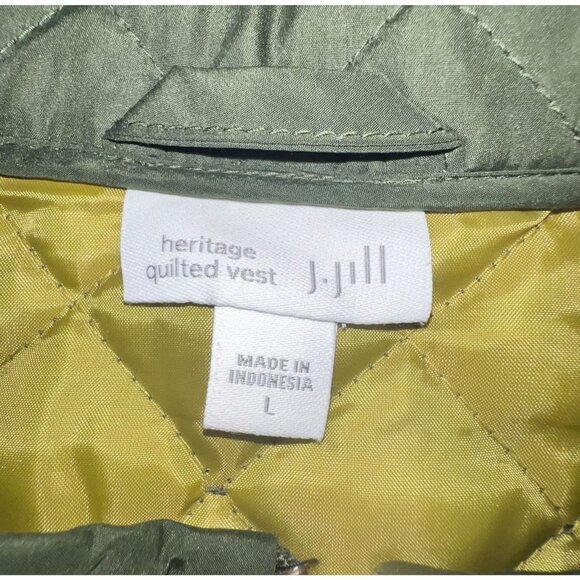 heritage
quilted vest
J.Jill
MADE IN
INDONESIA
L